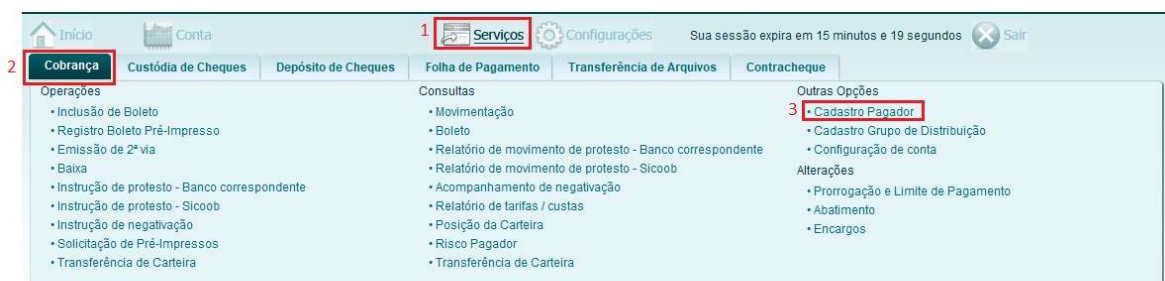 Início
Conta
1 Serviços
Configurações
Sua sessão expira em 15 minutos e 19 segundos
Sair
2 Cobrança
Custódia de Cheques
Depósito de Cheques
Folha de Pagamento
Transferência de Arquivos
Contracheque
Operações
• Inclusão de Boleto
• Registro Boleto Pré-Impresso
• Emissão de 2ª via
• Baixa
• Instrução de protesto - Banco correspondente
• Instrução de protesto - Sicoob
• Instrução de negativação
• Solicitação de Pré-Impressos
• Transferência de Carteira
Consultas
• Movimentação
• Boleto
• Relatório de movimento de protesto - Banco correspondente
• Relatório de movimento de protesto - Sicoob
• Acompanhamento de negativação
• Relatório de tarifas / custas
• Posição da Carteira
• Risco Pagador
• Transferência de Carteira
Outras Opções
3 • Cadastro Pagador
• Cadastro Grupo de Distribuição
• Configuração de conta
Alterações
• Prorrogação e Limite de Pagamento
• Abatimento
• Encargos